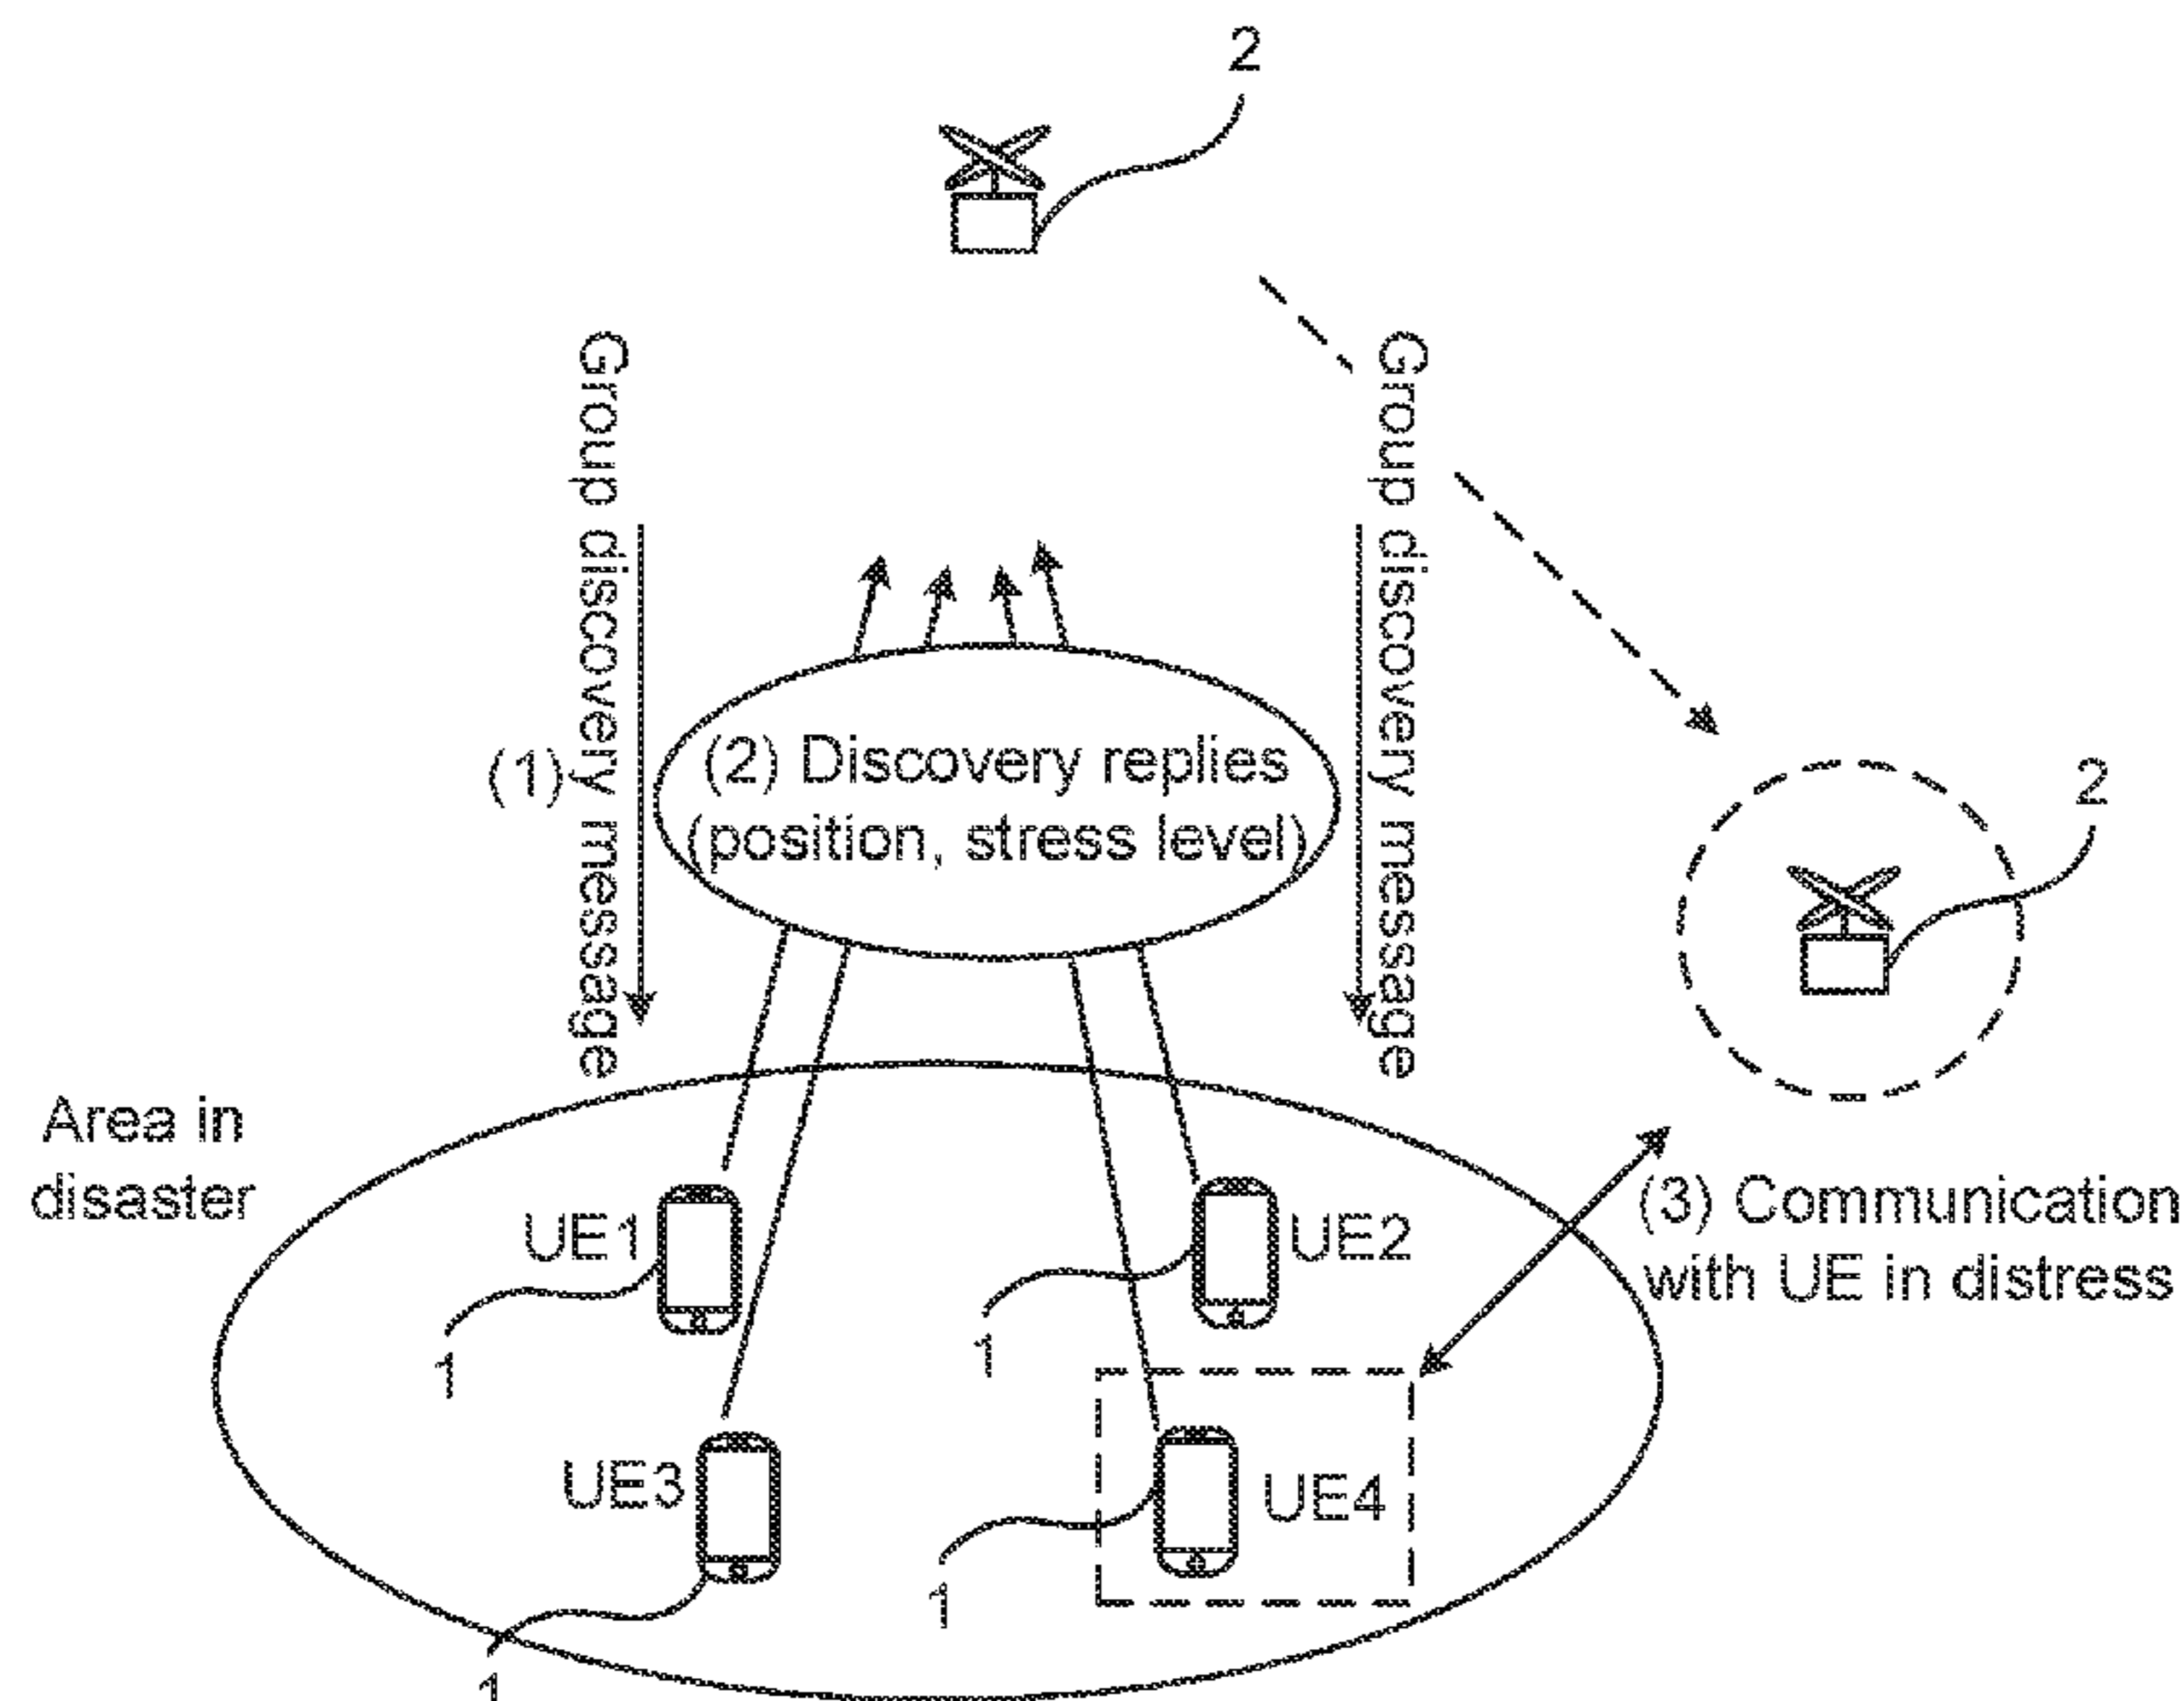 2
Group discovery message
Group discovery message
(1)
(2) Discovery replies
(position, stress level)
2
Area in
disaster
(3) Communication
with UE in distress
UE1
UE2
1
1
UE3
UE4
1
1